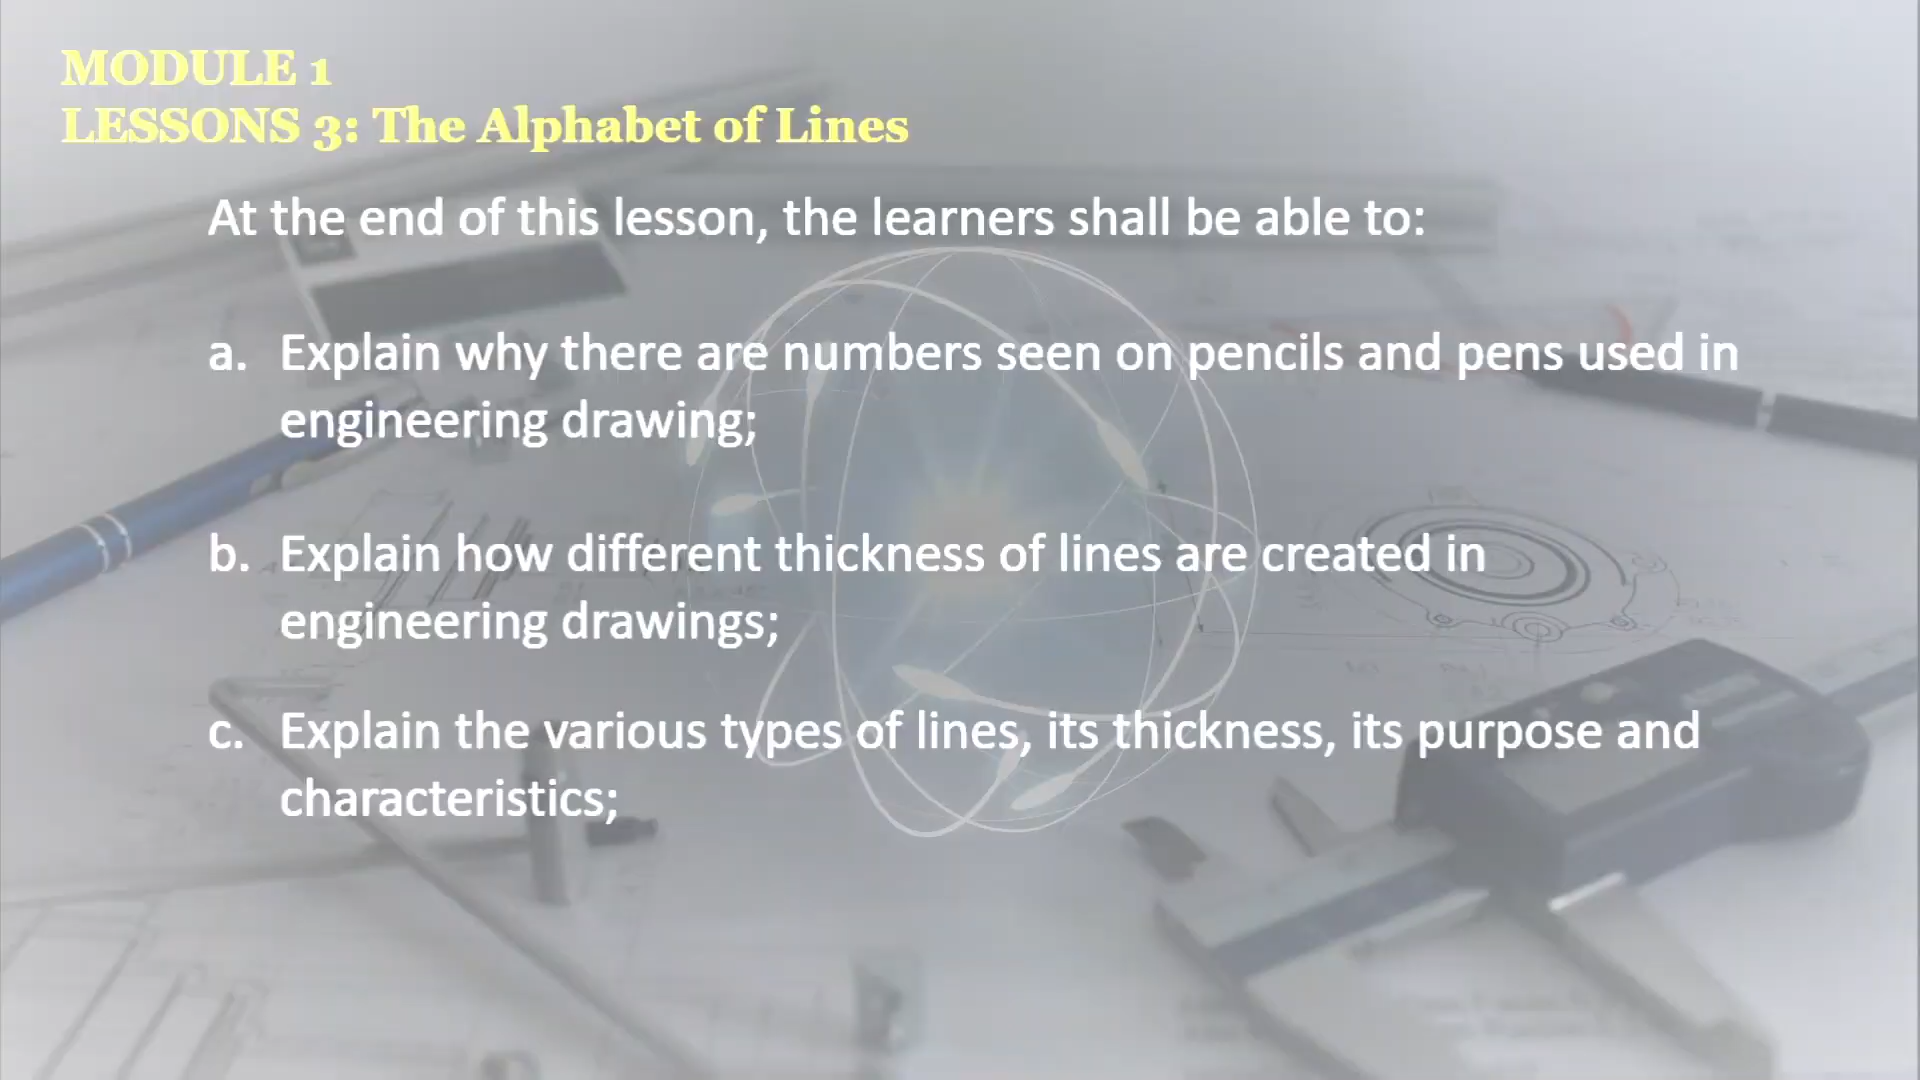 MODULE 1
LESSONS 3: The Alphabet of Lines
At the end of this lesson, the learners shall be able to:
a. Explain why there are numbers seen on pencils and pens used in
engineering drawing;
b. Explain how different thickness of lines are created in
engineering drawings;
c. Explain the various types of lines, its thickness, its purpose and
characteristics;